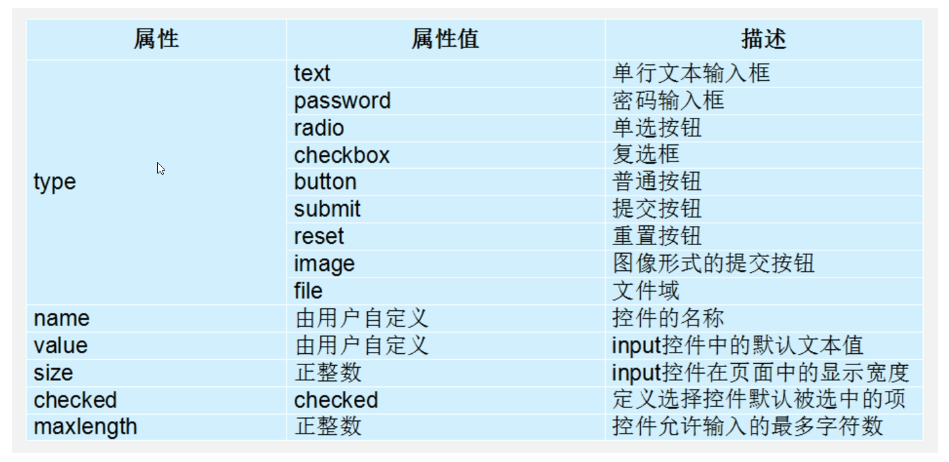 属性 属性值 描述
text 单行文本输入框
password 密码输入框
radio 单选按钮
checkbox 复选框
type button 普通按钮
submit 提交按钮
reset 重置按钮
image 图像形式的提交按钮
file 文件域
name 由用户自定义 控件的名称
value 由用户自定义 input控件中的默认文本值
size 正整数 input控件在页面中的显示宽度
checked checked 定义选择控件默认被选中的项
maxlength 正整数 控件允许输入的最多字符数